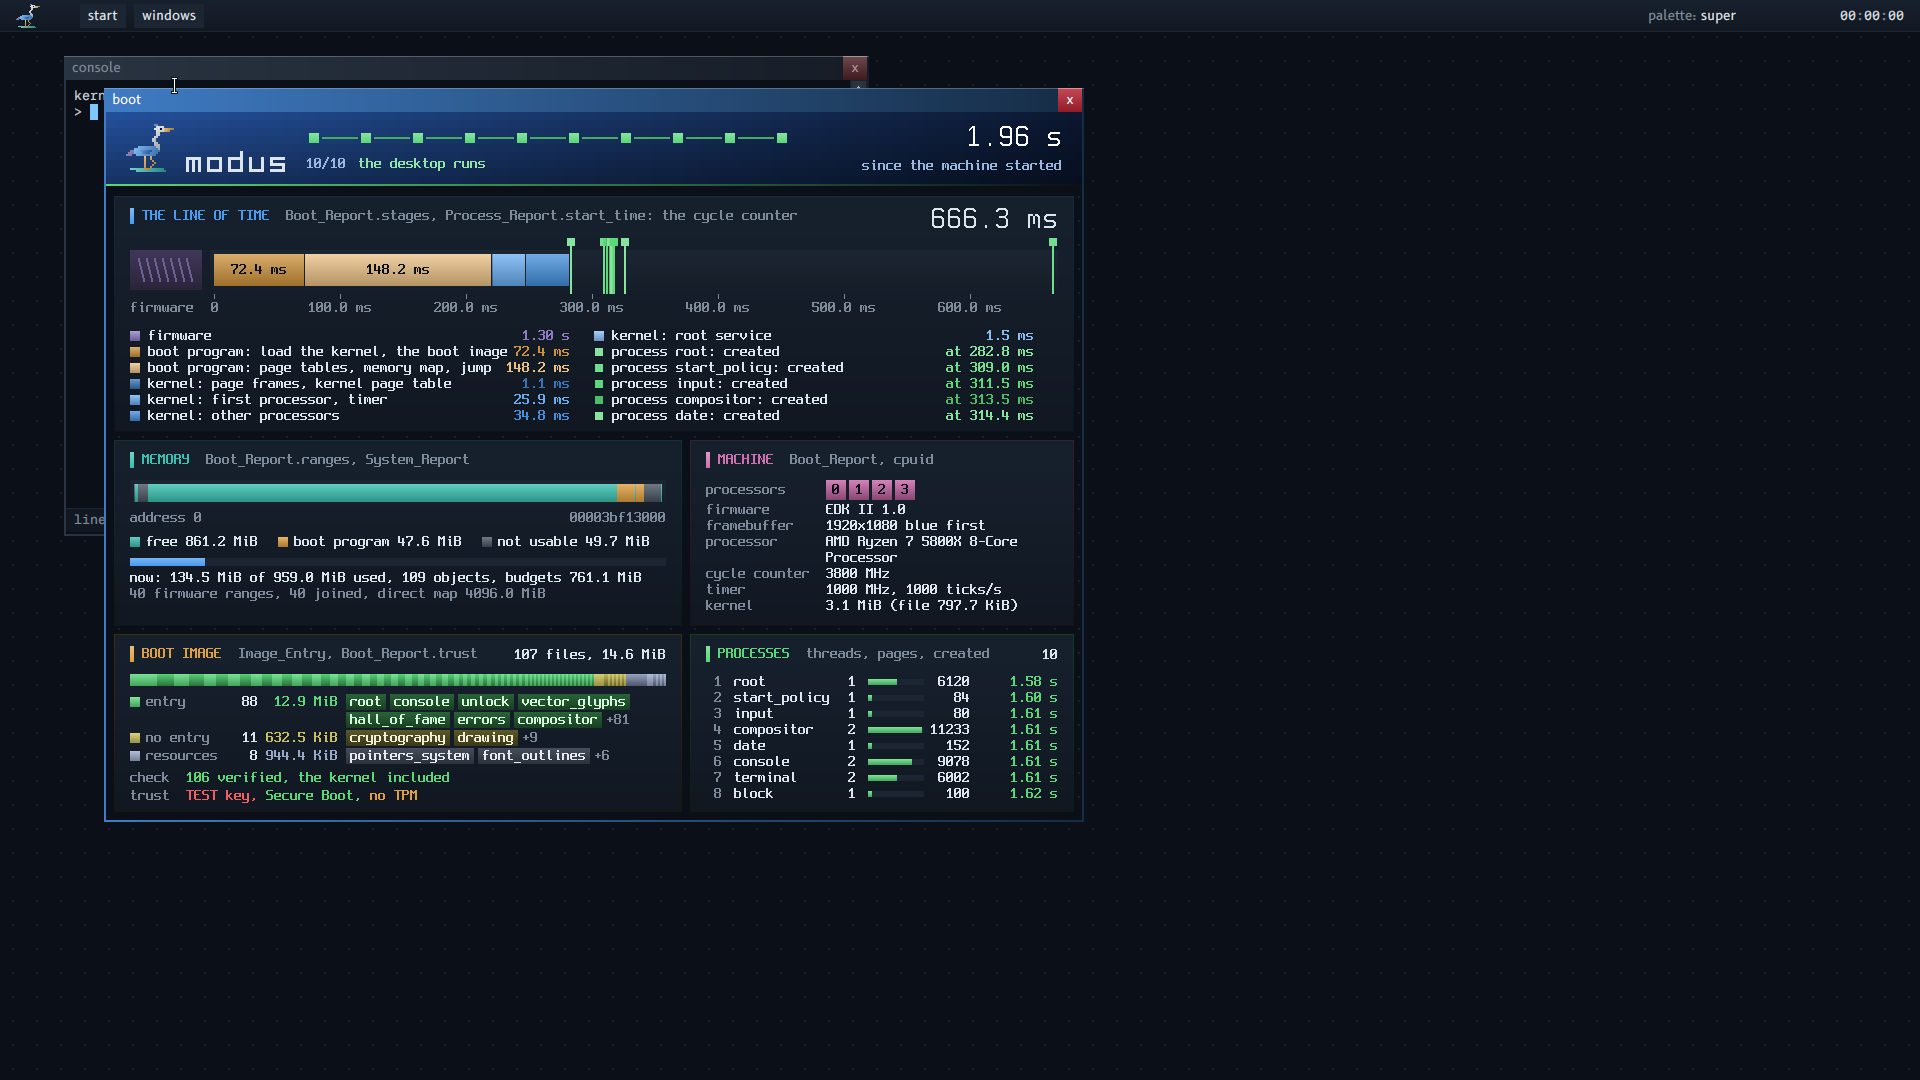 start windows palette: super 00:00:00
console x
kern
>
boot x
modus
10/10 the desktop runs
1.96 s
since the machine started
THE LINE OF TIME Boot_Report.stages, Process_Report.start_time: the cycle counter 666.3 ms
72.4 ms 148.2 ms
firmware 0 100.0 ms 200.0 ms 300.0 ms 400.0 ms 500.0 ms 600.0 ms
firmware 1.30 s
boot program: load the kernel, the boot image 72.4 ms
boot program: page tables, memory map, jump 148.2 ms
kernel: page frames, kernel page table 1.1 ms
kernel: first processor, timer 25.9 ms
kernel: other processors 34.8 ms
kernel: root service 1.5 ms
process root: created at 282.8 ms
process start_policy: created at 309.0 ms
process input: created at 311.5 ms
process compositor: created at 313.5 ms
process date: created at 314.4 ms
MEMORY Boot_Report.ranges, System_Report
address 0 00003bf13000
free 861.2 MiB boot program 47.6 MiB not usable 49.7 MiB
now: 134.5 MiB of 959.0 MiB used, 109 objects, budgets 761.1 MiB
40 firmware ranges, 40 joined, direct map 4096.0 MiB
line
MACHINE Boot_Report, cpuid
processors 0 1 2 3
firmware EDK II 1.0
framebuffer 1920x1080 blue first
processor AMD Ryzen 7 5800X 8-Core
Processor
cycle counter 3800 MHz
timer 1000 MHz, 1000 ticks/s
kernel 3.1 MiB (file 797.7 KiB)
BOOT IMAGE Image_Entry, Boot_Report.trust 107 files, 14.6 MiB
entry 88 12.9 MiB root console unlock vector_glyphs
hall_of_fame errors compositor +81
no entry 11 632.5 KiB cryptography drawing +9
resources 8 944.4 KiB pointers_system font_outlines +6
check 106 verified, the kernel included
trust TEST key, Secure Boot, no TPM
PROCESSES threads, pages, created 10
1 root 1 6120 1.58 s
2 start_policy 1 84 1.60 s
3 input 1 80 1.61 s
4 compositor 2 11233 1.61 s
5 date 1 152 1.61 s
6 console 2 9078 1.61 s
7 terminal 2 6002 1.61 s
8 block 1 100 1.62 s